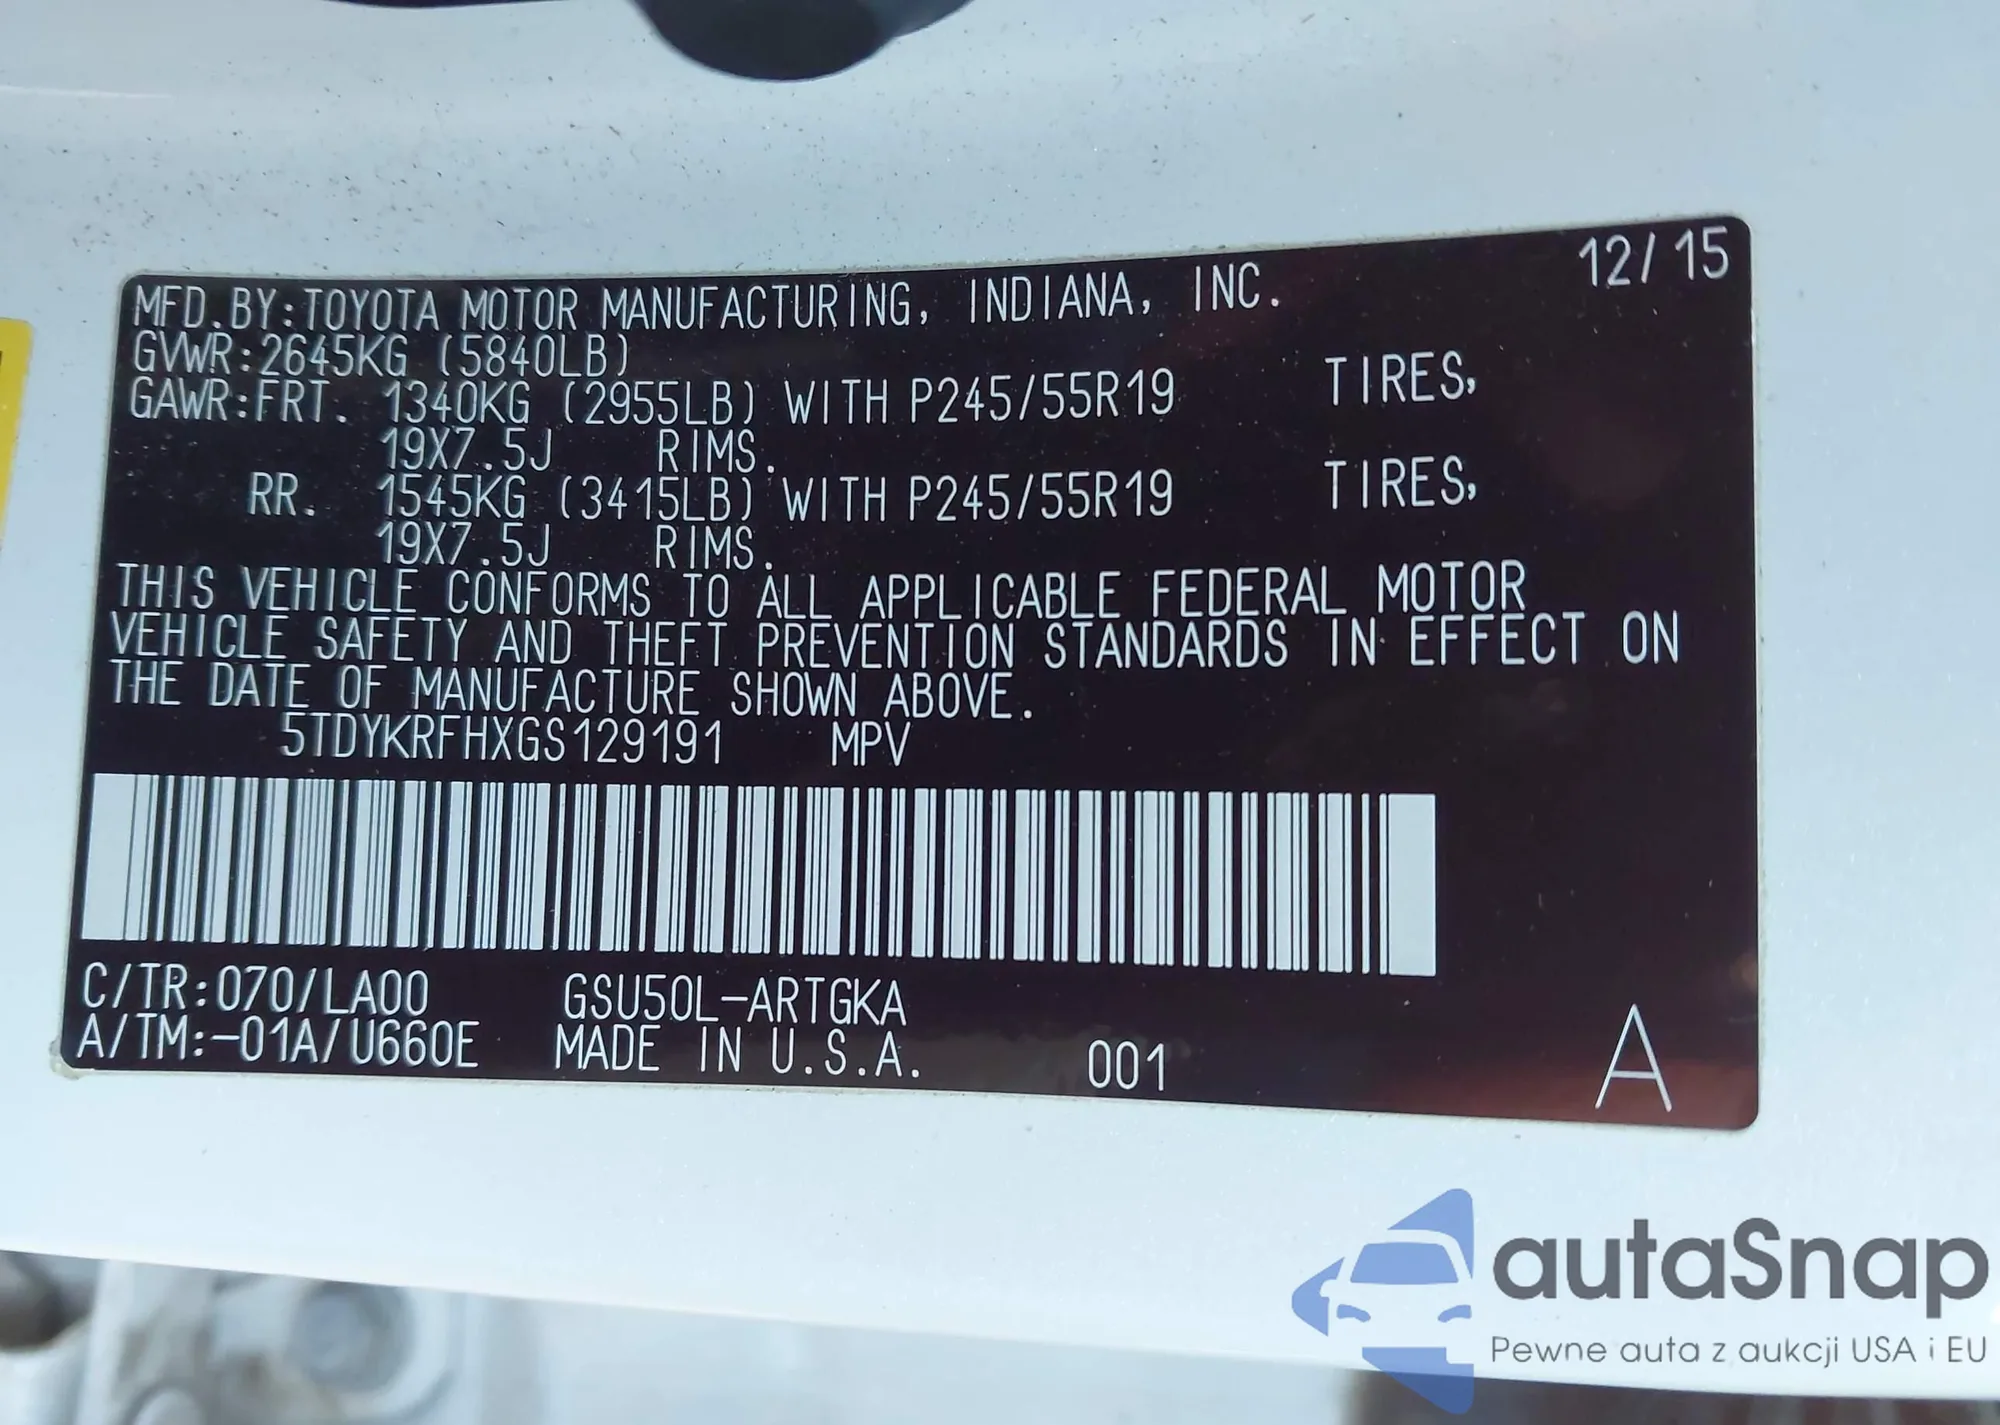 12/15
MFD.BY:TOYOTA MOTOR MANUFACTURING, INDIANA, INC.
GVWR:2645KG (5840LB)
GAWR:FRT. 1340KG (2955LB) WITH P245/55R19 TIRES,
19X7.5J RIMS.
RR. 1545KG (3415LB) WITH P245/55R19 TIRES,
19X7.5J RIMS.
THIS VEHICLE CONFORMS TO ALL APPLICABLE FEDERAL MOTOR
VEHICLE SAFETY AND THEFT PREVENTION STANDARDS IN EFFECT ON
THE DATE OF MANUFACTURE SHOWN ABOVE.
5TDYKRFHXGS129191 MPV
C/TR:070/LA00 GSU50L-ARTGKA
A/TM:-01A/U660E MADE IN U.S.A. 001 A
autaSnap
Pewne auta z aukcji USA i EU